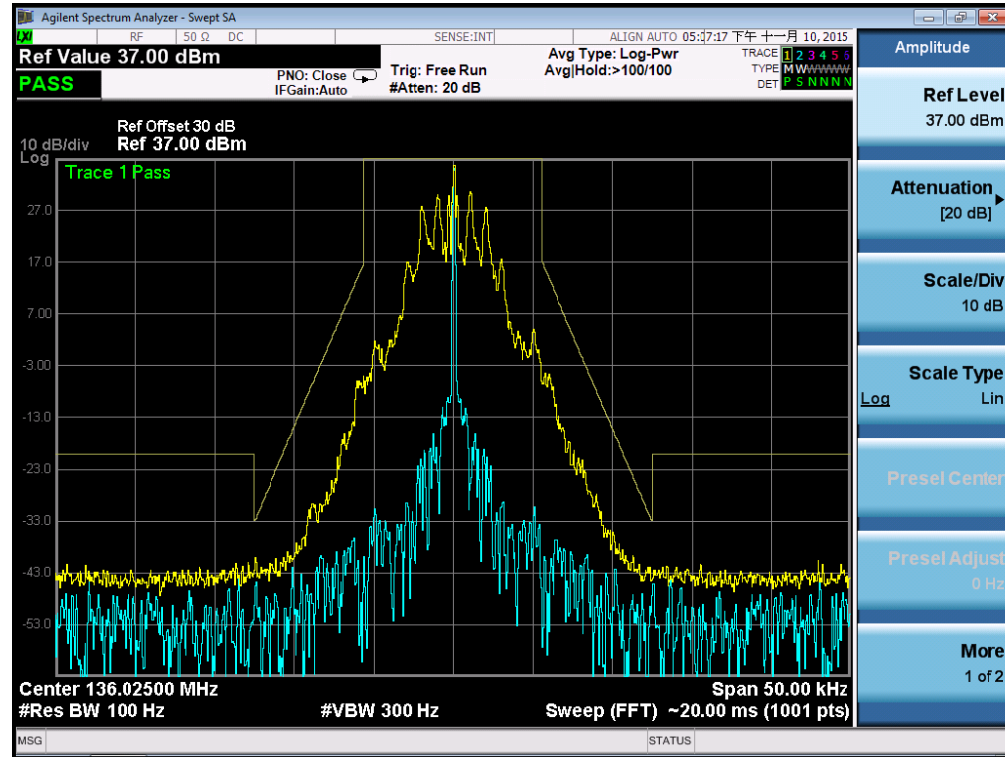 Agilent Spectrum Analyzer - Swept SA
LXI RF 50 Ω DC SENSE:INT ALIGN AUTO 05:17:17 下午 十一月 10, 2015
Ref Value 37.00 dBm
PASS
PNO: Close
IFGain:Auto
Trig: Free Run
#Atten: 20 dB
Avg Type: Log-Pwr
Avg|Hold:>100/100
TRACE 1 2 3 4 5 6
TYPE M W W W W W
DET P S N N N N
Ref Offset 30 dB
10 dB/div Ref 37.00 dBm
Log
Trace 1 Pass
27.0
17.0
7.00
-3.00
-13.0
-23.0
-33.0
-43.0
-53.0
Center 136.02500 MHz Span 50.00 kHz
#Res BW 100 Hz #VBW 300 Hz Sweep (FFT) ~20.00 ms (1001 pts)
MSG STATUS
Amplitude
Ref Level
37.00 dBm
Attenuation
[20 dB]
Scale/Div
10 dB
Scale Type
Log Lin
Presel Center
Presel Adjust
0 Hz
More
1 of 2